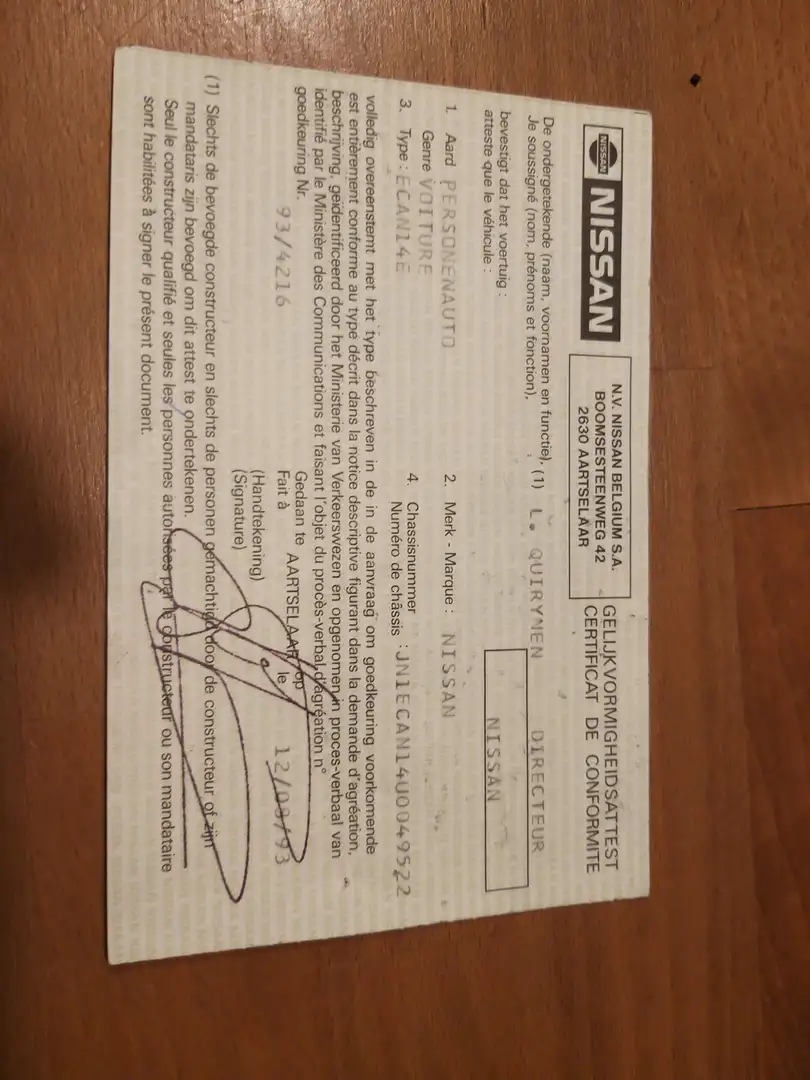 NISSAN NISSAN
N.V. NISSAN BELGIUM S.A.
BOOMSESTEENWEG 42
2630 AARTSELAAR
GELIJKVORMIGHEIDSATTEST
CERTIFICAT DE CONFORMITE
De ondergetekende (naam, voornamen en functie), (1) L. QUIRYNEN DIRECTEUR
Je soussigné (nom, prénoms et fonction),
bevestigt dat het voertuig :
atteste que le véhicule :
NISSAN
1. Aard PERSONENAUTO
Genre VOITURE
2. Merk - Marque : NISSAN
3. Type : ECAN14E
4. Chassisnummer
Numéro de châssis : JN1ECAN14U0049522
volledig overeenstemt met het type beschreven in de in de aanvraag om goedkeuring voorkomende
est entièrement conforme au type décrit dans la notice descriptive figurant dans la demande d'agréation,
beschrijving, geidentificeerd door het Ministerie van Verkeerswezen en opgenomen in proces-verbaal van
identifié par le Ministère des Communications et faisant l'objet du procès-verbal d'agréation n°
goedkeuring Nr. 93/4216
Gedaan te AARTSELAAR op
Fait à le 12/08/93
(Handtekening)
(Signature)
(1) Slechts de bevoegde constructeur en slechts de personen gemachtigd door de constructeur of zijn
mandataris zijn bevoegd om dit attest te ondertekenen.
Seul le constructeur qualifié et seules les personnes autorisées par le constructeur ou son mandataire
sont habilitées à signer le présent document.